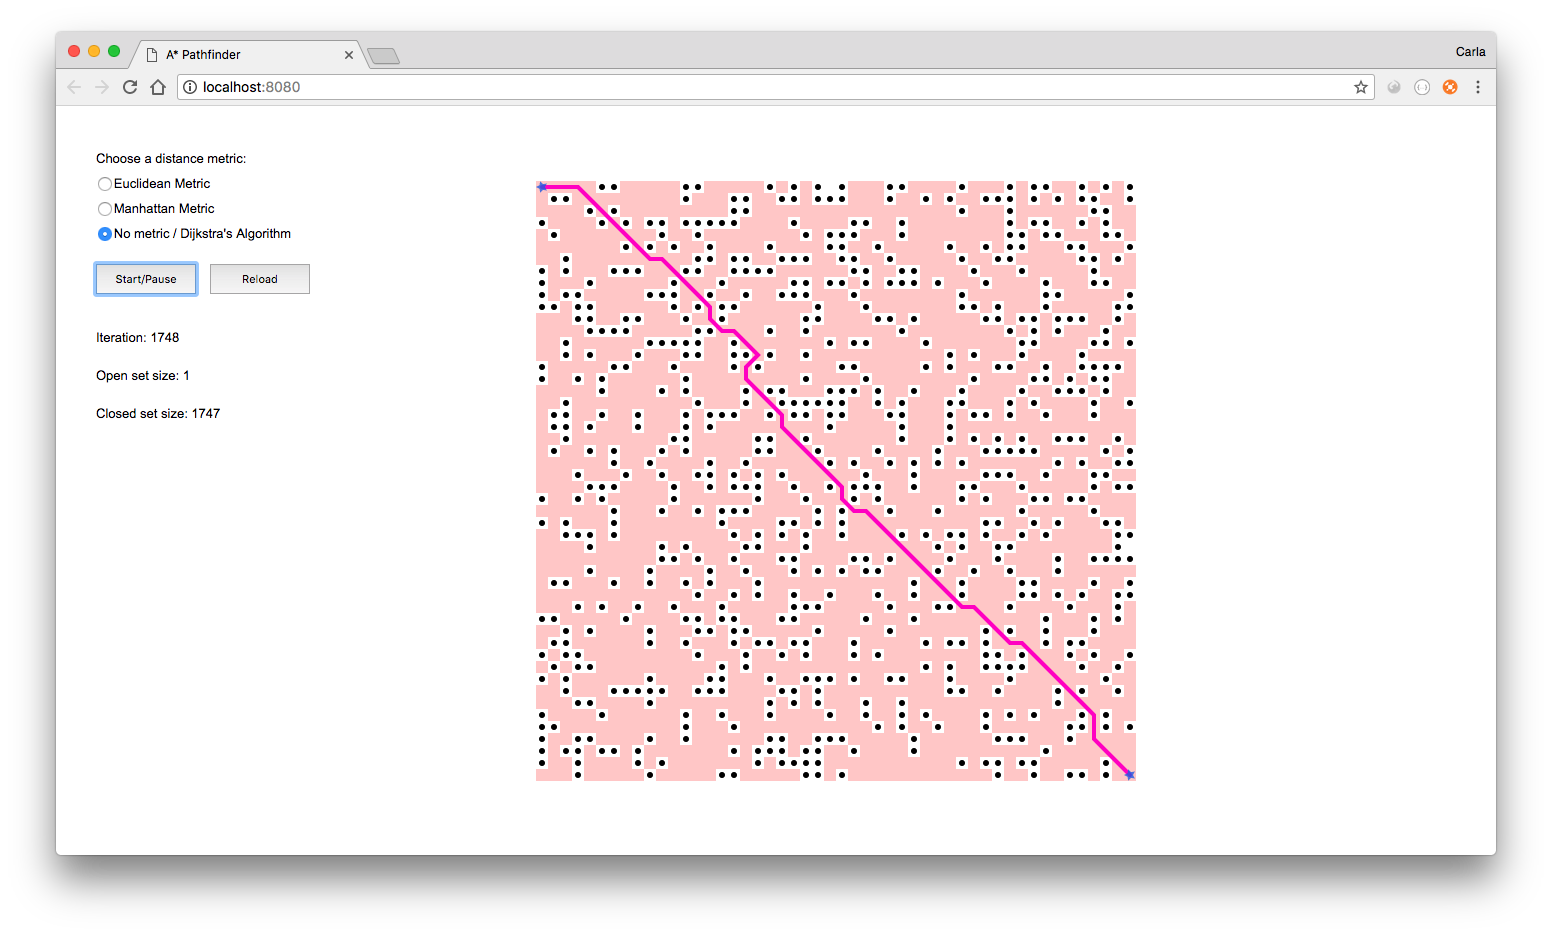 A* Pathfinder
Carla
localhost:8080
Choose a distance metric:
Euclidean Metric
Manhattan Metric
No metric / Dijkstra's Algorithm
Start/Pause
Reload
Iteration: 1748
Open set size: 1
Closed set size: 1747